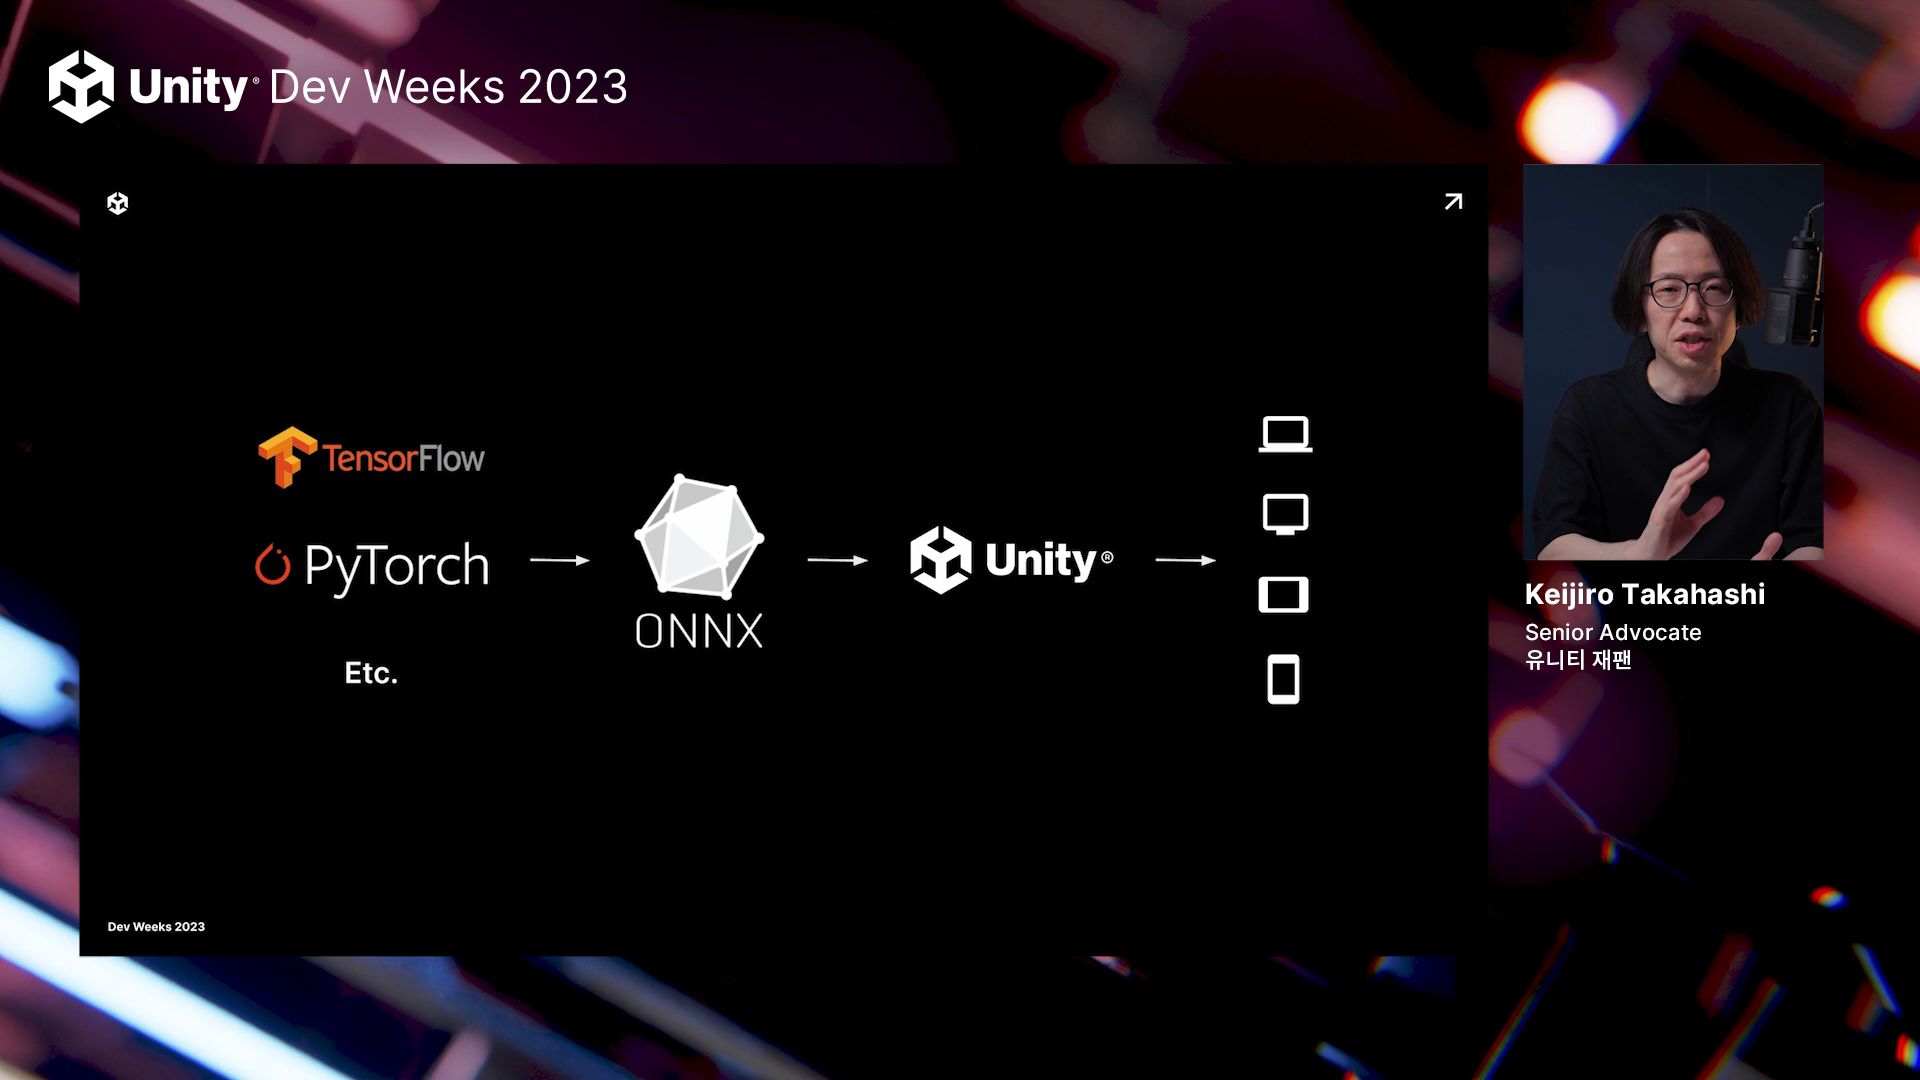 Unity® Dev Weeks 2023
TensorFlow
PyTorch
Etc.
ONNX
Unity®
Dev Weeks 2023
Keijiro Takahashi
Senior Advocate
유니티 재팬